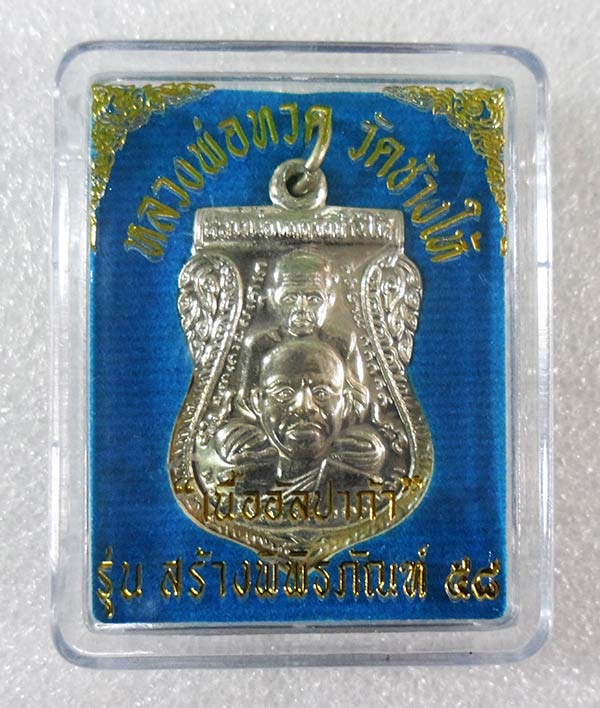 หลวงพ่อทวด วัดช้างให้
"เนื้ออัลปาก้า"
รุ่น สร้างพิพิธภัณฑ์ ๕๘